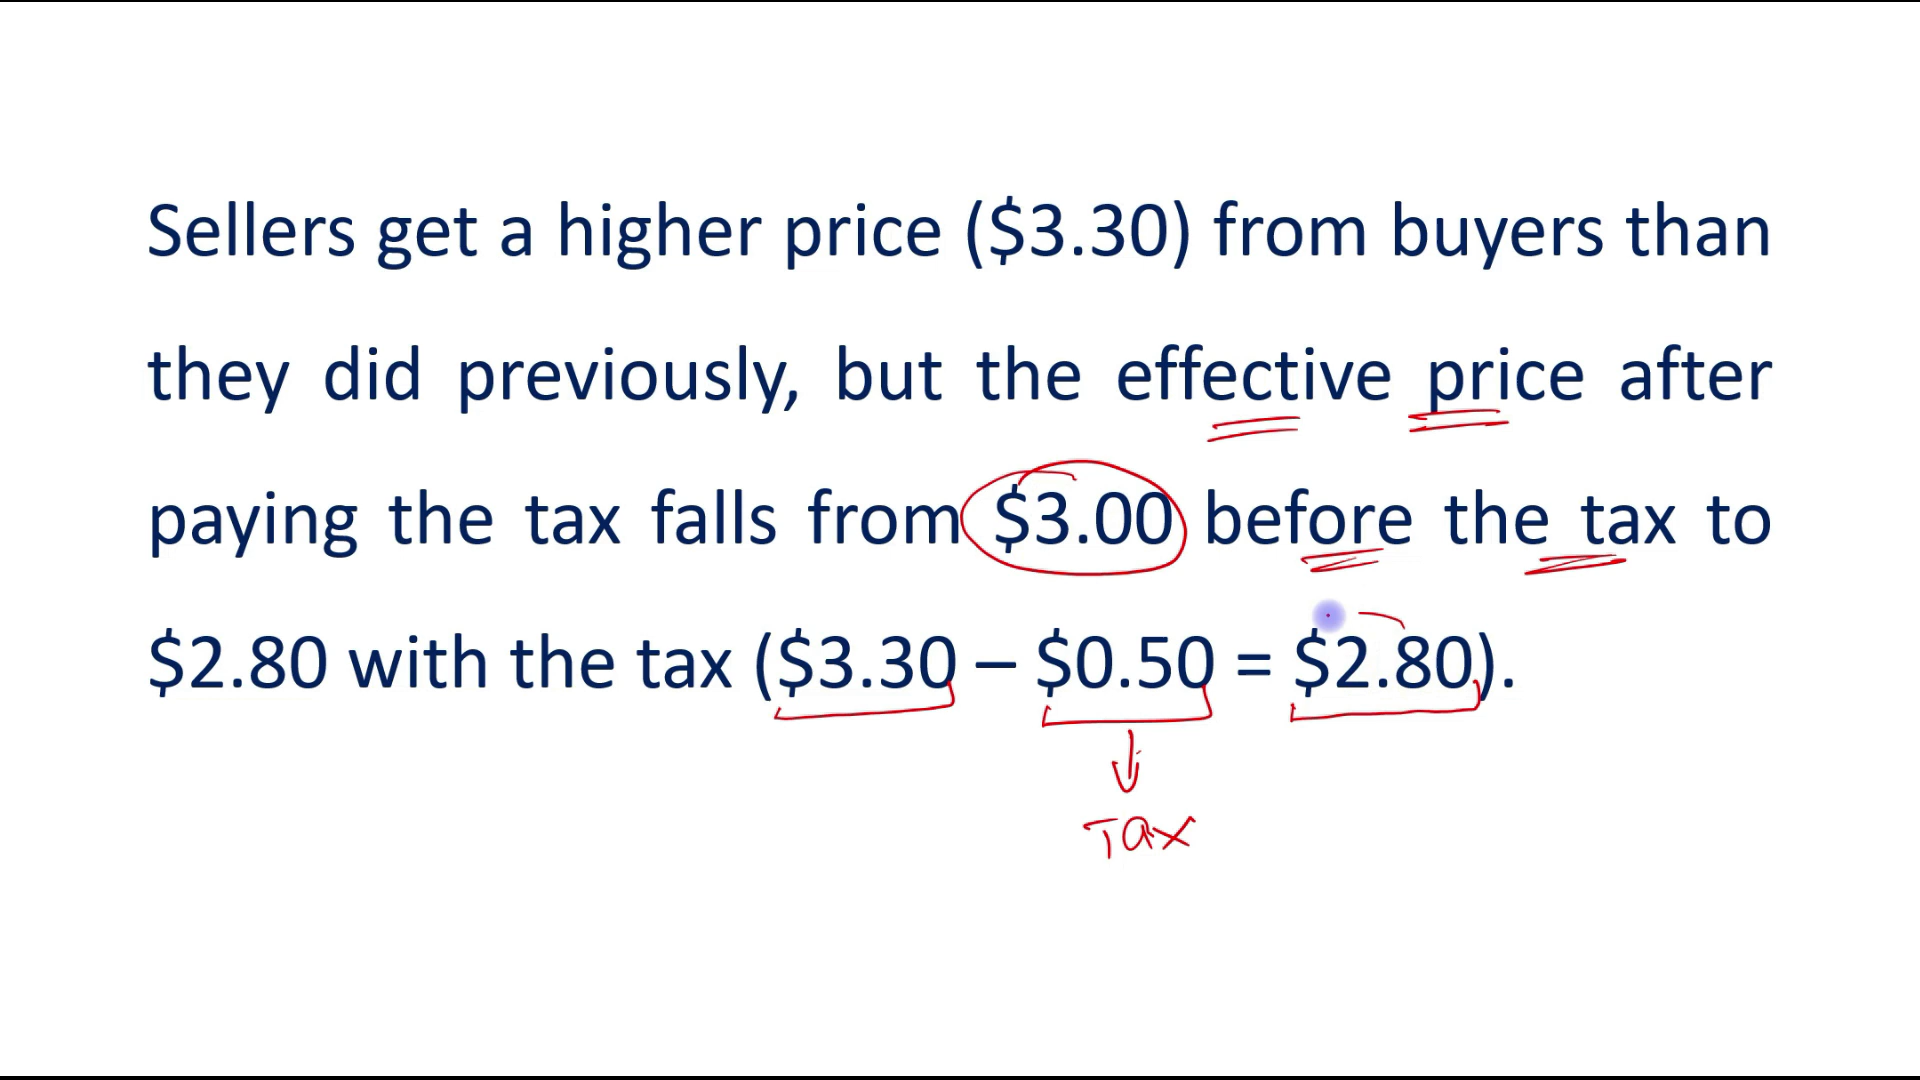 Sellers get a higher price ($3.30) from buyers than
they did previously, but the effective price after
paying the tax falls from $3.00 before the tax to
$2.80 with the tax ($3.30 – $0.50 = $2.80).
Tax